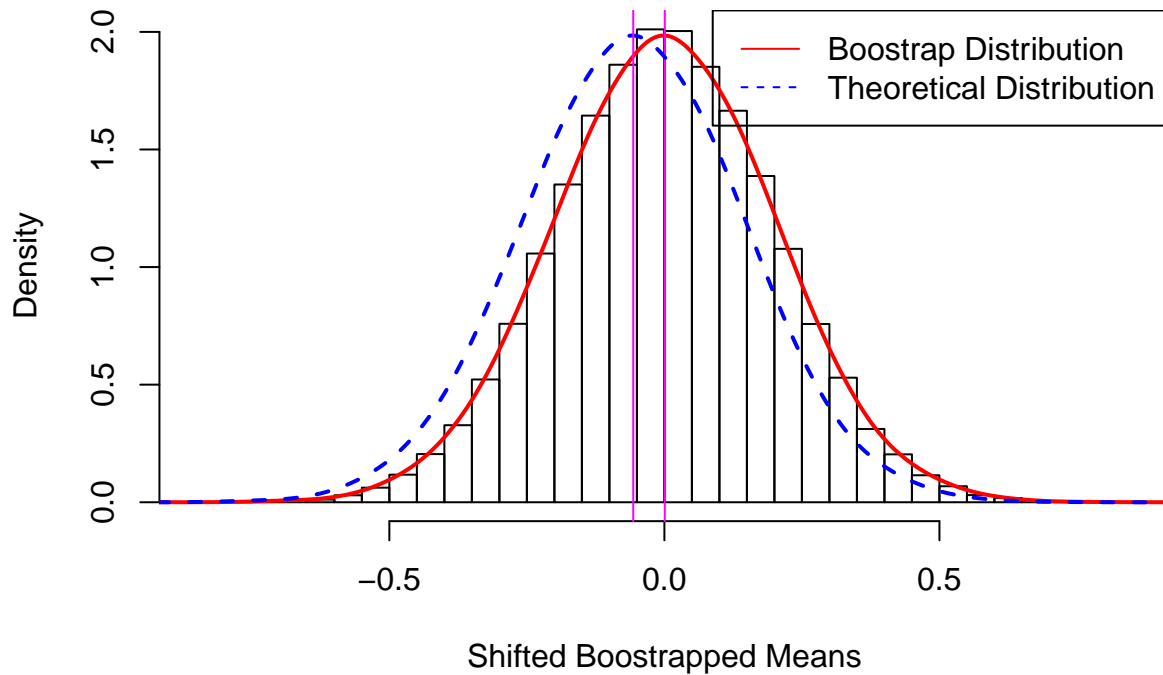 Boostrap Distribution
Theoretical Distribution
Density
2.0
1.5
1.0
0.5
0.0
−0.5 0.0 0.5
Shifted Boostrapped Means